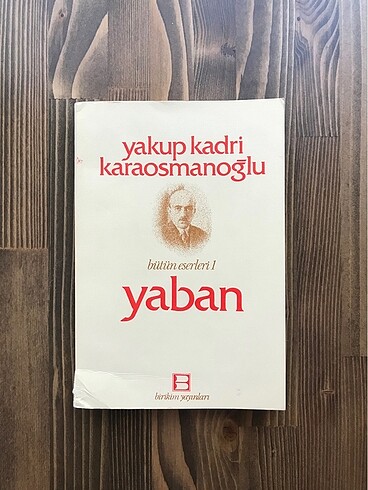 yakup kadri
karaosmanoğlu
bütün eserleri 1
yaban
B
birikim yayınları